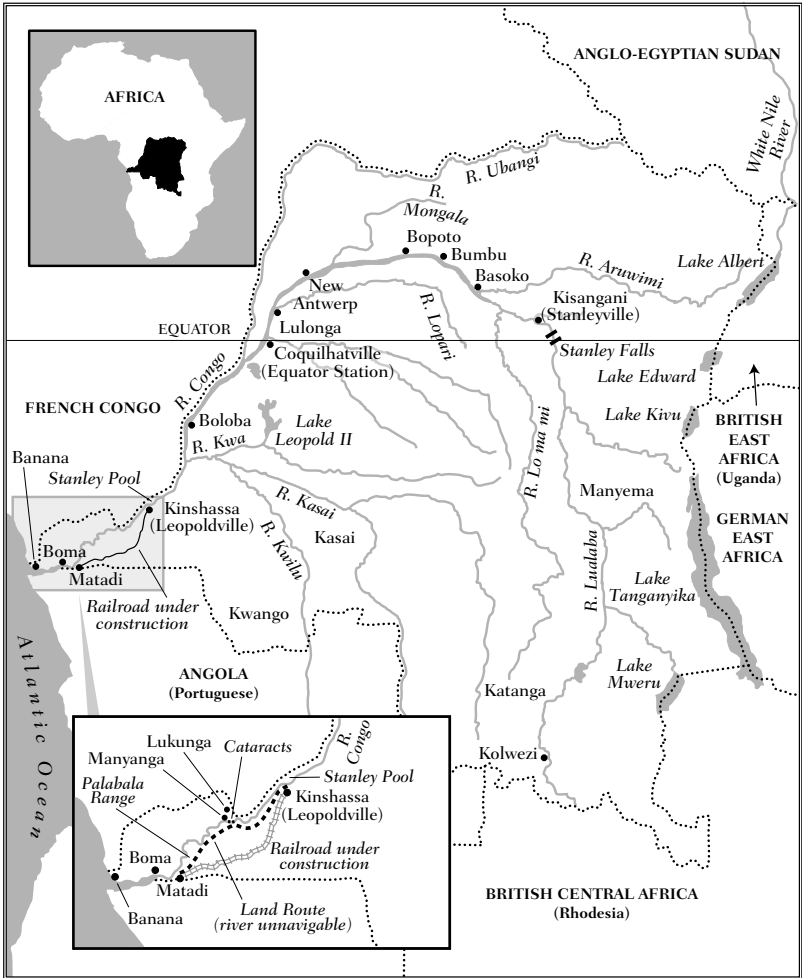 ANGLO-EGYPTIAN SUDAN
AFRICA
White Nile
River
R. Ubangi
R.
Mongala
Bopoto
Bumbu
Basoko
R. Aruwimi
Lake Albert
New
Antwerp
Lulonga
R. Lopari
Kisangani
(Stanleyville)
EQUATOR
Coquilhatville
(Equator Station)
Stanley Falls
Lake Edward
R. Congo
FRENCH CONGO
Boloba
R. Kwa
Lake
Leopold II
R. Lo ma mi
Lake Kivu
BRITISH
EAST
AFRICA
(Uganda)
Banana
Stanley Pool
Kinshassa
(Leopoldville)
R. Kasai
Kasai
Manyema
GERMAN
EAST
AFRICA
Boma
Matadi
R. Kwilu
R. Lualaba
Railroad under
construction
Lake
Tanganyika
Kwango
Atlantic Ocean
ANGOLA
(Portuguese)
Katanga
Lake
Mweru
Kolwezi
Lukunga
Cataracts
R.
Congo
Manyanga
Palabala
Range
Stanley Pool
Kinshassa
(Leopoldville)
Railroad under
construction
Boma
Matadi
Banana
Land Route
(river unnavigable)
BRITISH CENTRAL AFRICA
(Rhodesia)